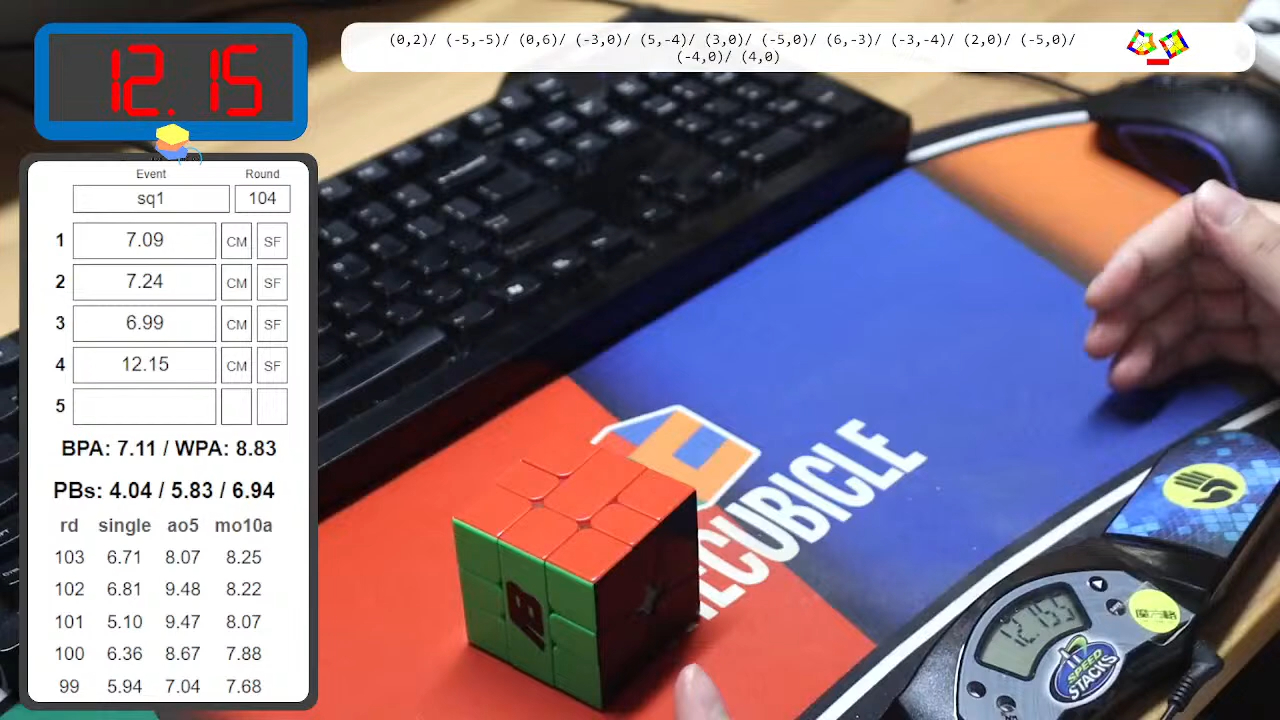 12.15
(0,2)/ (-5,-5)/ (0,6)/ (-3,0)/ (5,-4)/ (3,0)/ (-5,0)/ (6,-3)/ (-3,-4)/ (2,0)/ (-5,0)/
(-4,0)/ (4,0)
Event Round
sq1 104
1 7.09 CM SF
2 7.24 CM SF
3 6.99 CM SF
4 12.15 CM SF
5
BPA: 7.11 / WPA: 8.83
PBs: 4.04 / 5.83 / 6.94
rd single ao5 mo10a
103 6.71 8.07 8.25
102 6.81 9.48 8.22
101 5.10 9.47 8.07
100 6.36 8.67 7.88
99 5.94 7.04 7.68
ECUBICLE
12.155
SPEED
STACKS